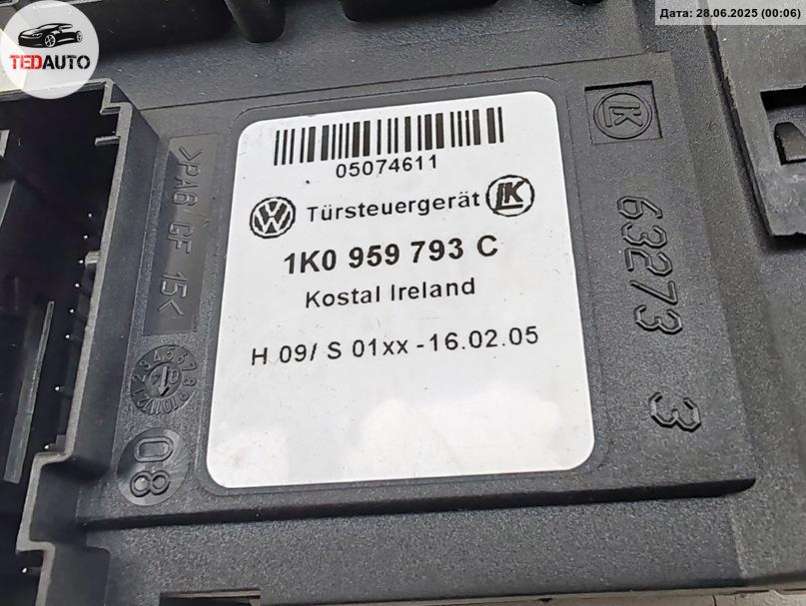 Дата: 28.06.2025 (00:06)
TEDAUTO
05074611
Türsteuergerät
1K0 959 793 C
Kostal Ireland
H 09/ S 01xx -16.02.05
>PA6 GF 15<
08
63273 3